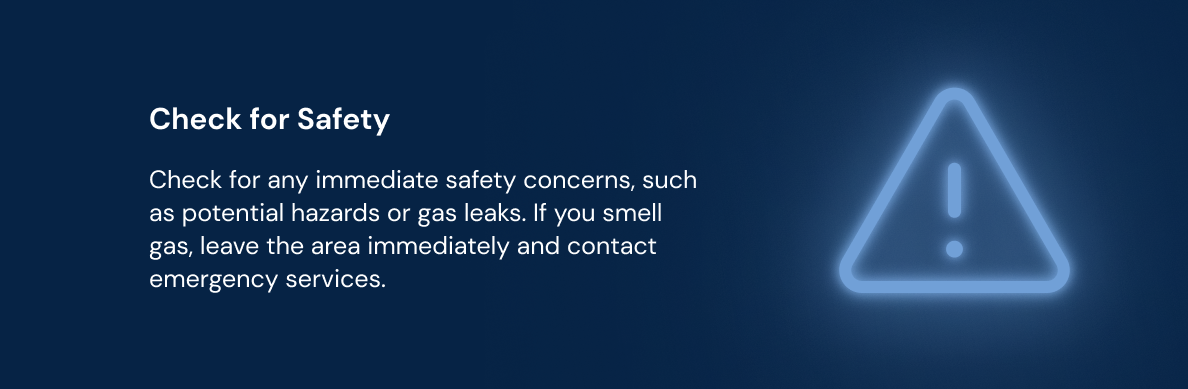 Check for Safety
Check for any immediate safety concerns, such
as potential hazards or gas leaks. If you smell
gas, leave the area immediately and contact
emergency services.